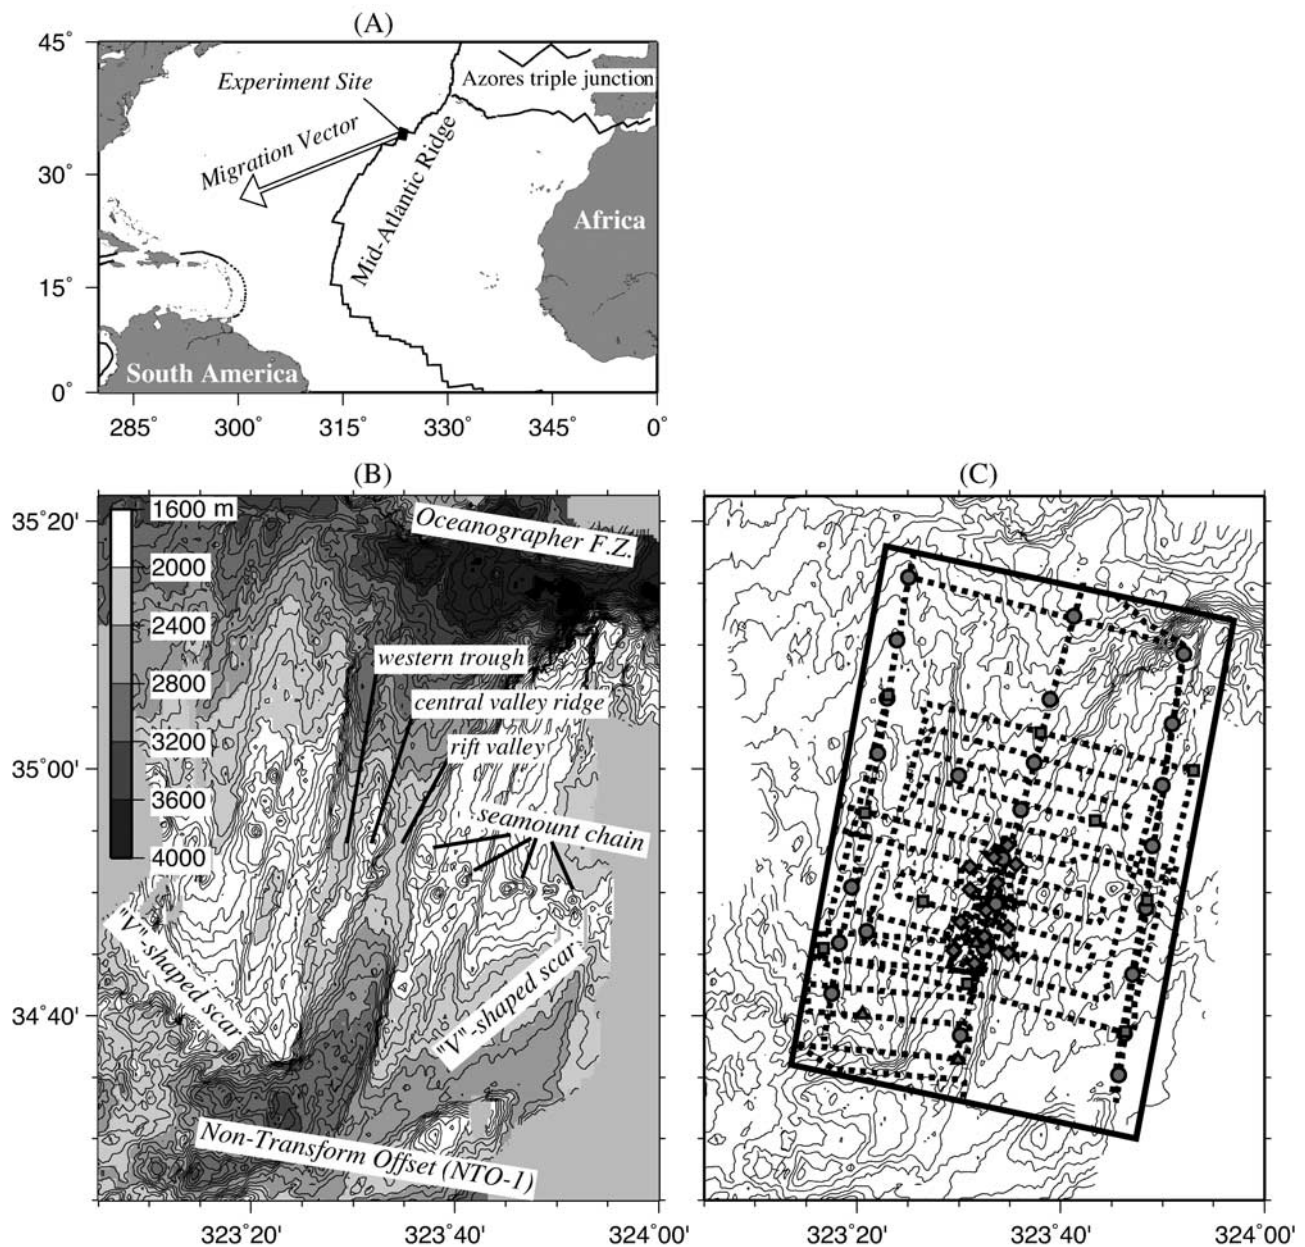 (A)
45°
30°
15°
0°
285°
300°
315°
330°
345°
0°
Experiment Site
Azores triple junction
Migration Vector
Mid-Atlantic Ridge
Africa
South America
(B)
35°20'
35°00'
34°40'
1600 m
2000
2400
2800
3200
3600
4000
Oceanographer F.Z.
western trough
central valley ridge
rift valley
seamount chain
"V"-shaped scar
"V"-shaped scar
Non-Transform Offset (NTO-1)
323°20'
323°40'
(C)
323°20'
323°40'
324°00'